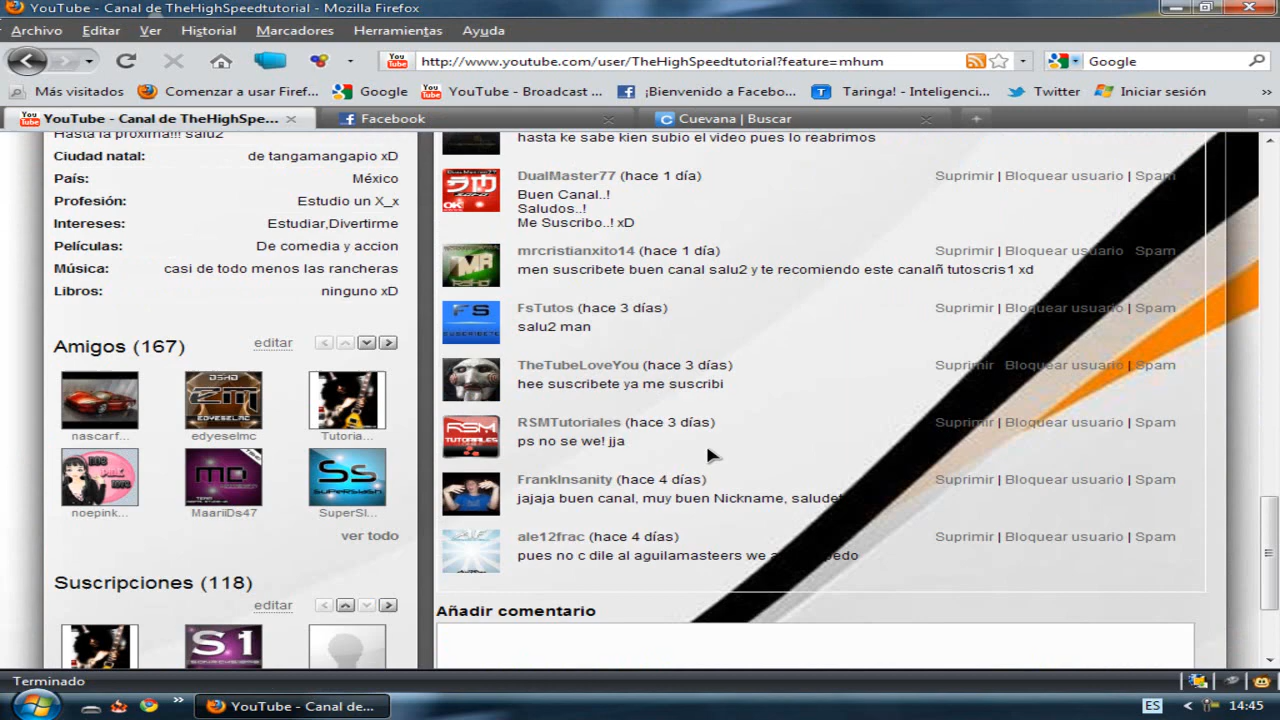 YouTube - Canal de TheHighSpeedtutorial - Mozilla Firefox
Archivo Editar Ver Historial Marcadores Herramientas Ayuda
You Tube http://www.youtube.com/user/TheHighSpeedtutorial?feature=mhum Google
Más visitados Comenzar a usar Firef... Google YouTube - Broadcast ... ¡Bienvenido a Facebo... Taringa! - Inteligenci... Twitter Iniciar sesión »
YouTube - Canal de TheHighSpe... Facebook Cuevana | Buscar
Hasta la proxima!!! salu2
Ciudad natal: de tangamangapio xD
País: México
Profesión: Estudio un X_x
Intereses: Estudiar,Divertirme
Películas: De comedia y accion
Música: casi de todo menos las rancheras
Libros: ninguno xD
Amigos (167) editar
nascarf... edyeselmc Tutoria...
noepink... MaariiDs47 SuperSl...
ver todo
Suscripciones (118)
editar
S1
hasta ke sabe kien subio el video pues lo reabrimos
DualMaster77 (hace 1 día) Suprimir | Bloquear usuario | Spam
Buen Canal..!
Saludos..!
Me Suscribo..! xD
mrcristianxito14 (hace 1 día) Suprimir | Bloquear usuario Spam
men suscribete buen canal salu2 y te recomiendo este canalñ tutoscris1 xd
FsTutos (hace 3 días) Suprimir | Bloquear usuario | Spam
salu2 man
TheTubeLoveYou (hace 3 días) Suprimir Bloquear usuario | Spam
hee suscribete ya me suscribi
RSMTutoriales (hace 3 días) Suprimir | Bloquear usuario | Spam
ps no se we! jja
FrankInsanity (hace 4 días) Suprimir | Bloquear usuario | Spam
jajaja buen canal, muy buen Nickname,
ale12frac (hace 4 días) Suprimir | Bloquear usuario | Spam
pues no c dile al aguilamasteers we
Añadir comentario
Terminado
YouTube - Canal de... ES 14:45